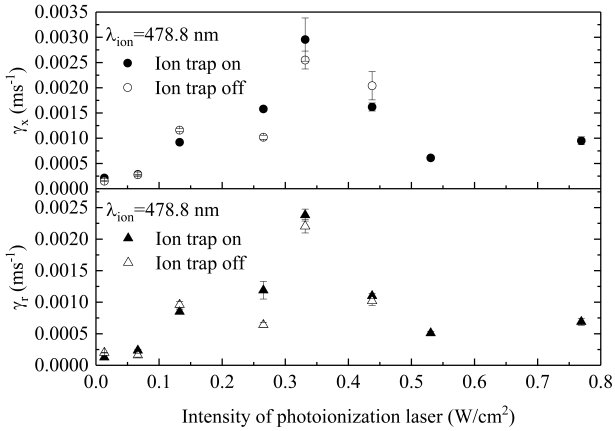 0.0035
0.0030
0.0025
0.0020
0.0015
0.0010
0.0005
0.0000
γx (ms-1)
λion=478.8 nm
Ion trap on
Ion trap off
0.0025
0.0020
0.0015
0.0010
0.0005
0.0000
γr (ms-1)
λion=478.8 nm
Ion trap on
Ion trap off
0.0 0.1 0.2 0.3 0.4 0.5 0.6 0.7 0.8
Intensity of photoionization laser (W/cm²)